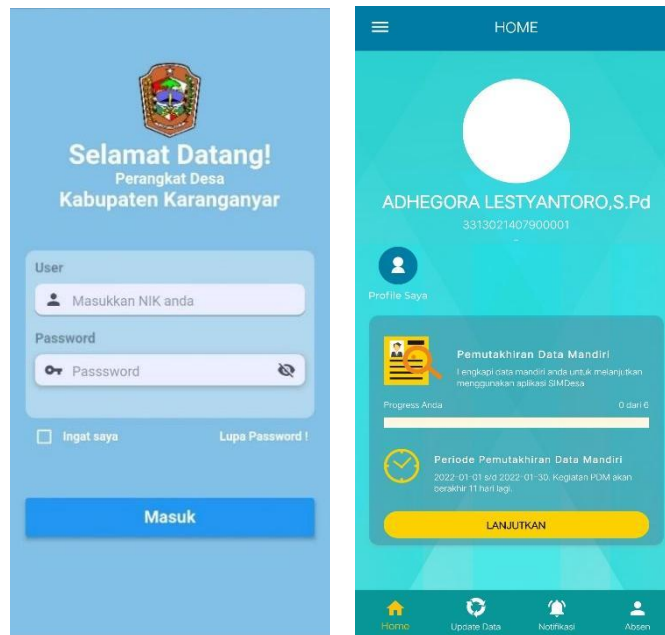 Selamat Datang!
Perangkat Desa
Kabupaten Karanganyar
User
Masukkan NIK anda
Password
Passsword
Ingat saya
Lupa Password !
Masuk
HOME
ADHEGORA LESTYANTORO,S.Pd
3313021407900001
-
Profile Saya
Pemutakhiran Data Mandiri
Lengkapi data mandiri anda untuk melanjutkan
menggunakan aplikasi SIMDesa
Progress Anda
0 dari 6
Periode Pemutakhiran Data Mandiri
2022-01-01 s/d 2022-01-30. Kegiatan PDM akan
berakhir 11 hari lagi.
LANJUTKAN
Home
Update Data
Notifikasi
Absen